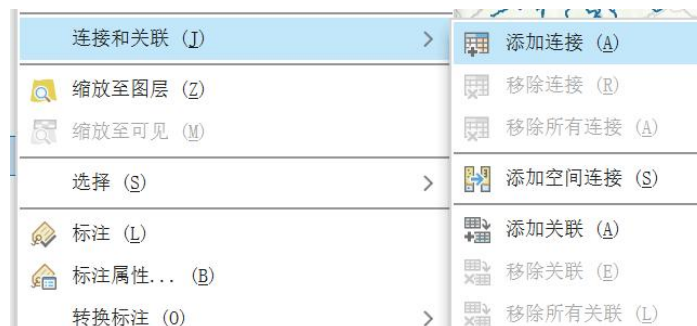 连接和关联 (J)
缩放至图层 (Z)
缩放至可见 (M)
选择 (S)
标注 (L)
标注属性... (B)
转换标注 (O)
添加连接 (A)
移除连接 (R)
移除所有连接 (A)
添加空间连接 (S)
添加关联 (A)
移除关联 (E)
移除所有关联 (L)